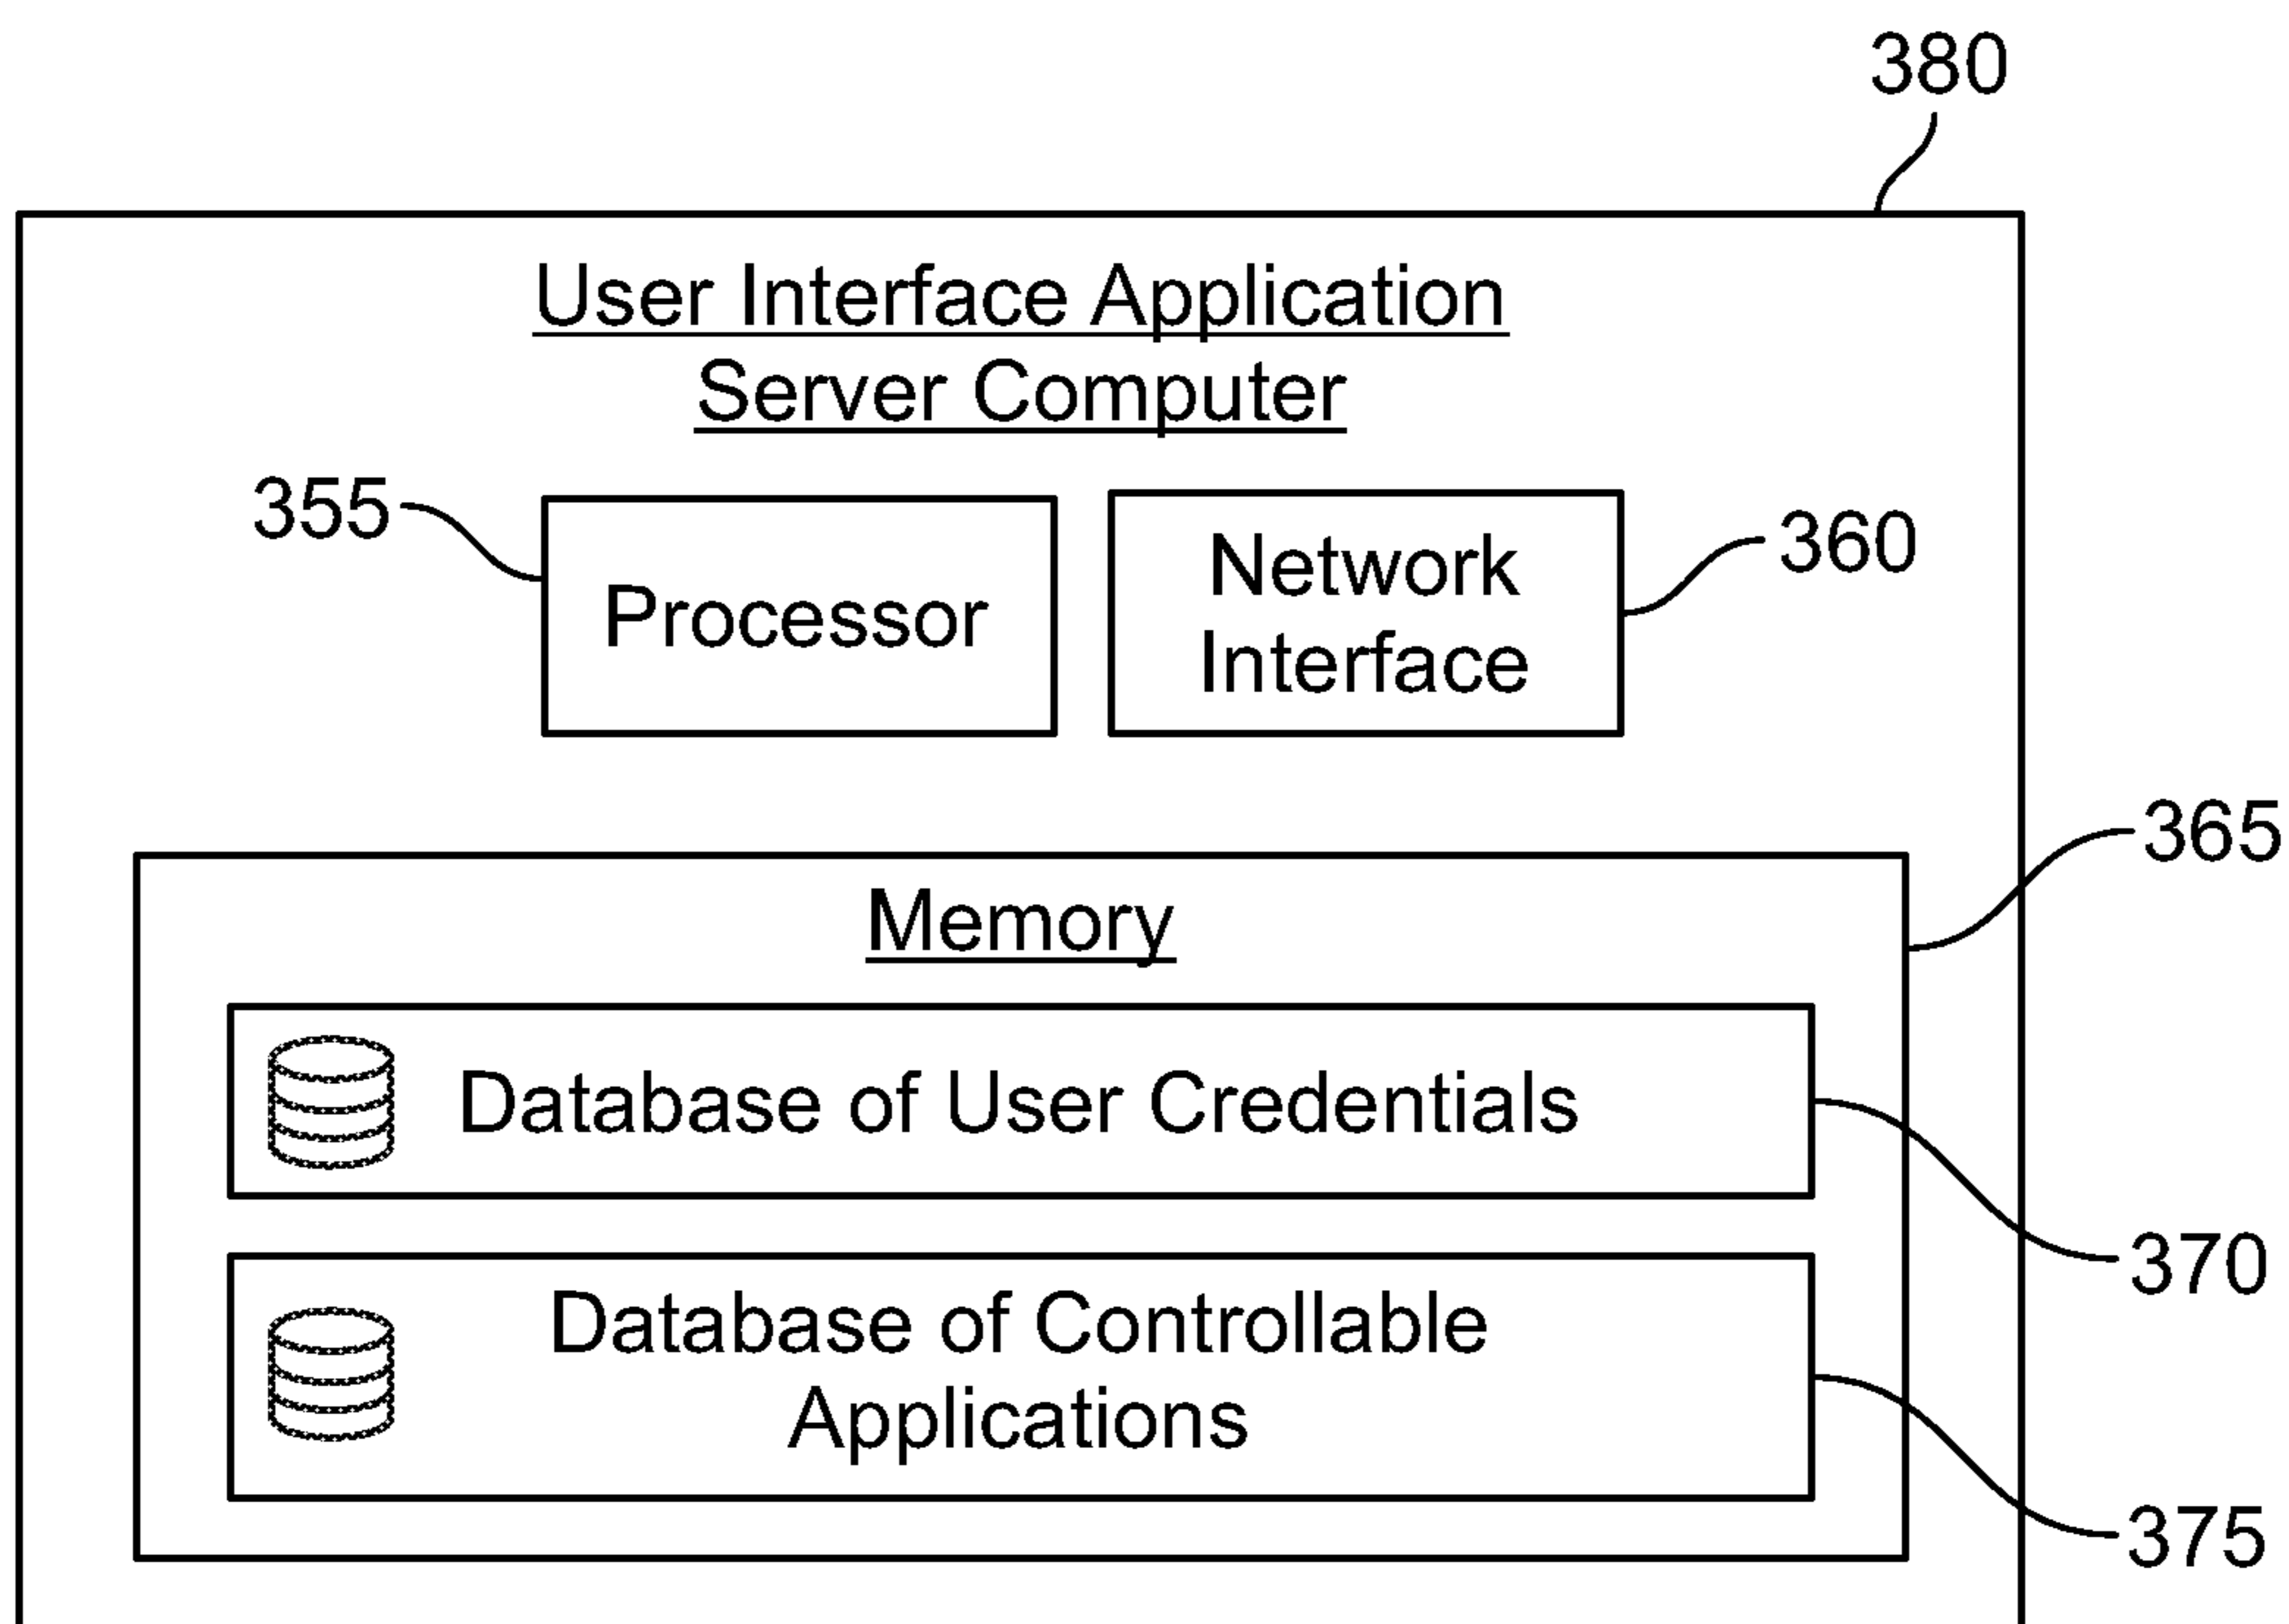 380
User Interface Application
Server Computer
355
Processor
Network
Interface
360
365
Memory
Database of User Credentials
370
Database of Controllable
Applications
375